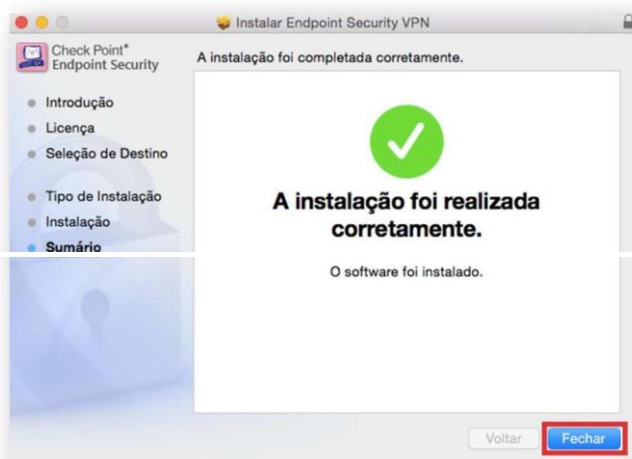 Instalar Endpoint Security VPN
Check Point®
Endpoint Security
A instalação foi completada corretamente.
Introdução
Licença
Seleção de Destino
Tipo de Instalação
Instalação
Sumário
A instalação foi realizada
corretamente.
O software foi instalado.
Voltar
Fechar